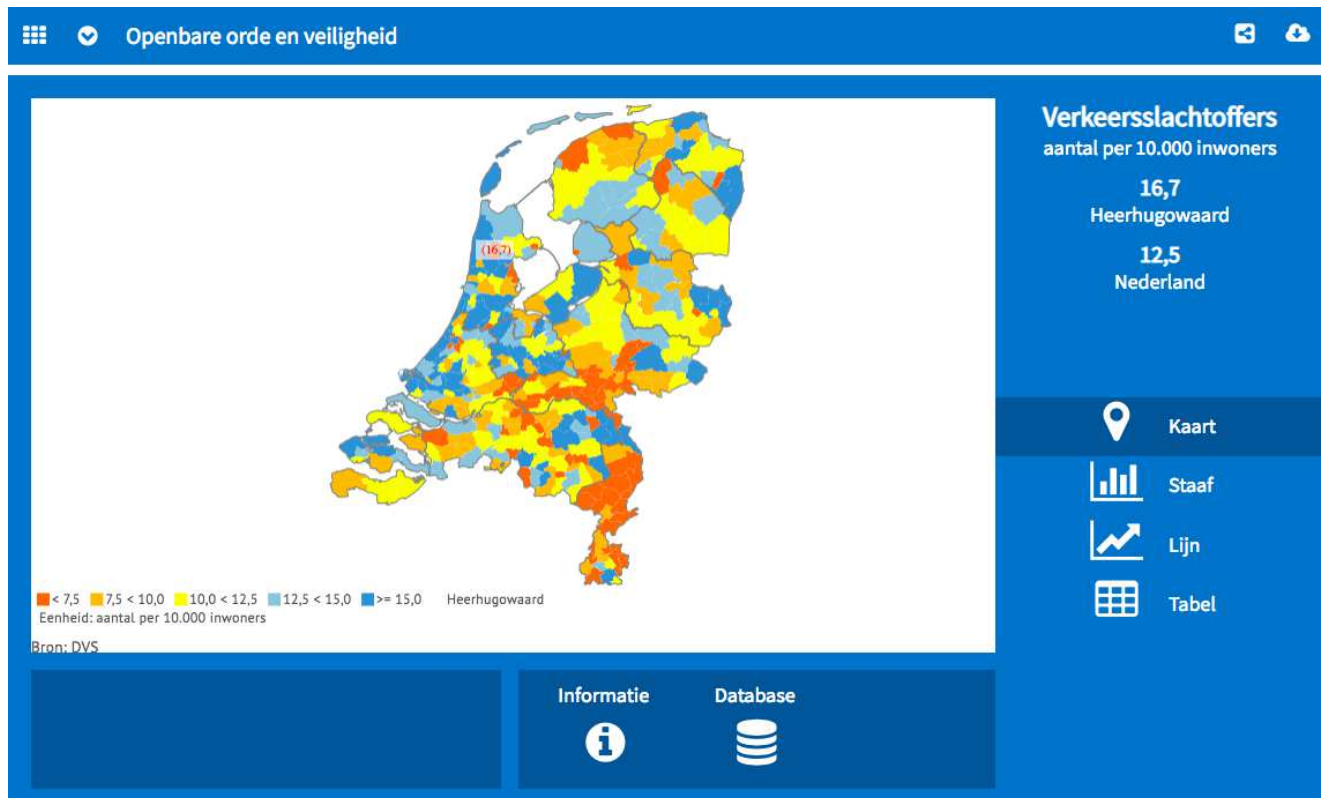 Openbare orde en veiligheid
Verkeersslachtoffers
aantal per 10.000 inwoners
16,7
Heerhugowaard
12,5
Nederland
(16,7)
Kaart
Staaf
Lijn
Tabel
< 7,5 7,5 < 10,0 10,0 < 12,5 12,5 < 15,0 >= 15,0 Heerhugowaard
Eenheid: aantal per 10.000 inwoners
Bron: DVS
Informatie Database